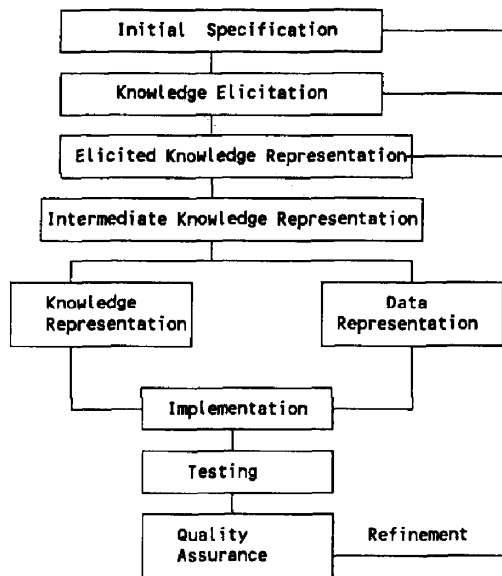 Initial Specification
Knowledge Elicitation
Elicited Knowledge Representation
Intermediate Knowledge Representation
Knowledge
Representation
Data
Representation
Implementation
Testing
Quality
Assurance
Refinement